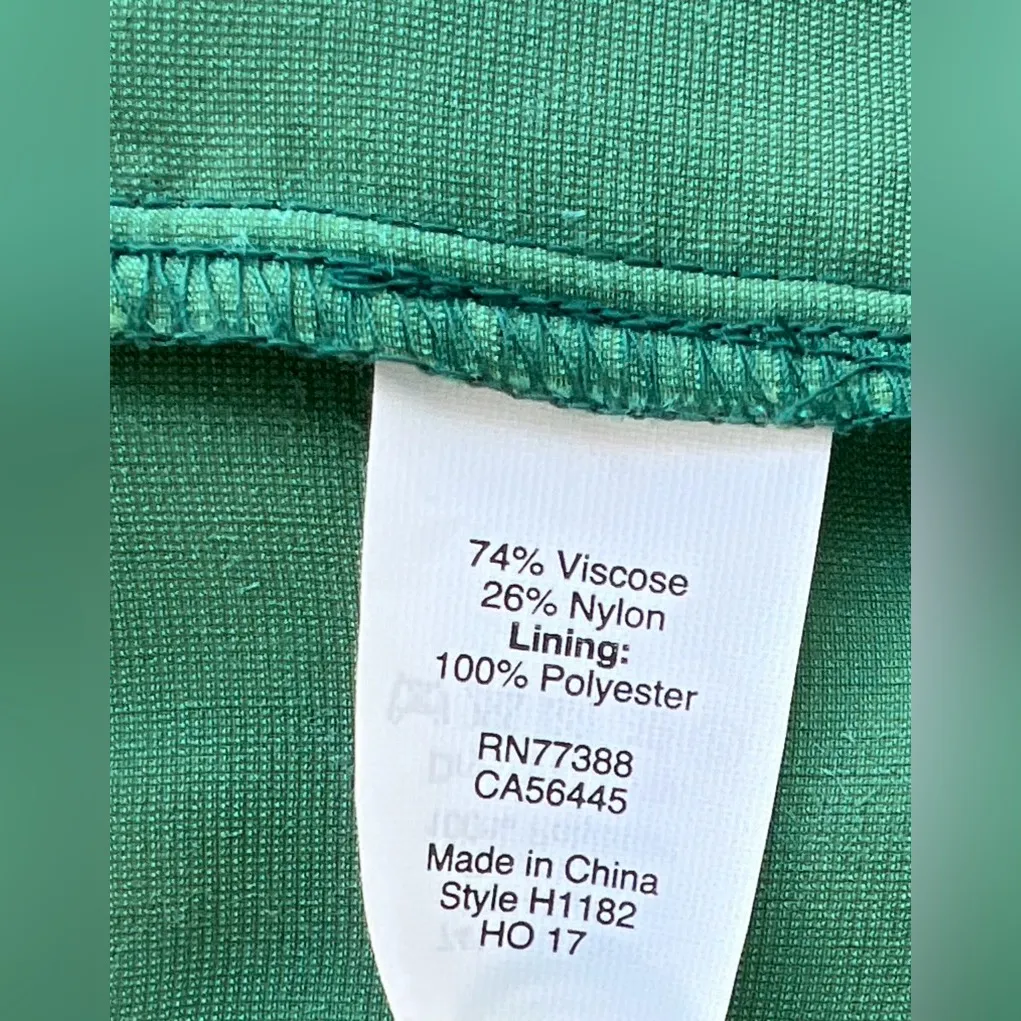 74% Viscose
26% Nylon
Lining:
100% Polyester
RN77388
CA56445
Made in China
Style H1182
HO 17